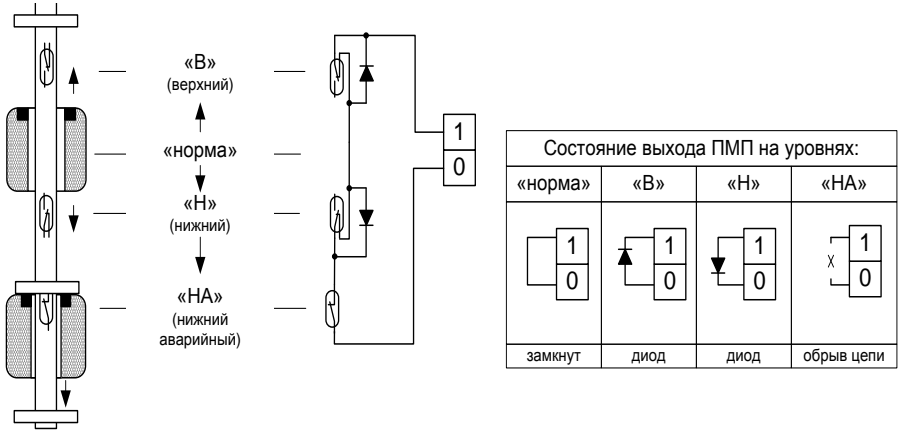 «В»
(верхний)
«норма»
«Н»
(нижний)
«НА»
(нижний
аварийный)
1
0
Состояние выхода ПМП на уровнях:
«норма» «В» «Н» «НА»
1 1 1 1
0 0 0 0
замкнут диод диод обрыв цепи